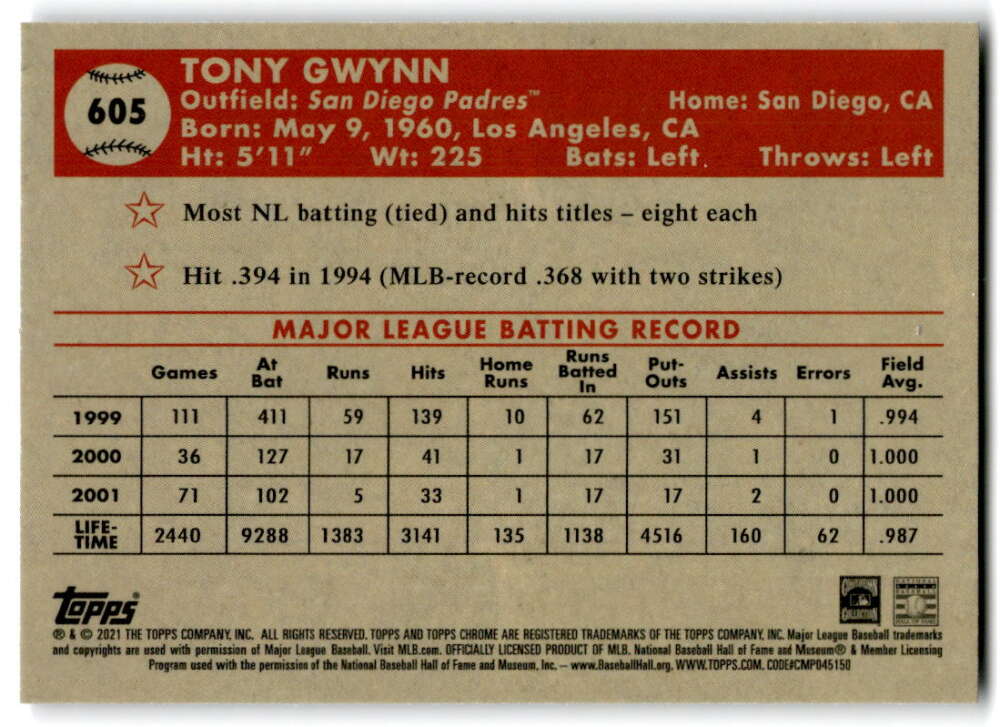 605
TONY GWYNN
Outfield: San Diego Padres™ Home: San Diego, CA
Born: May 9, 1960, Los Angeles, CA
Ht: 5'11" Wt: 225 Bats: Left Throws: Left
Most NL batting (tied) and hits titles – eight each
Hit .394 in 1994 (MLB-record .368 with two strikes)
MAJOR LEAGUE BATTING RECORD
Games At Bat Runs Hits Home Runs Runs Batted In Put-Outs Assists Errors Field Avg.
1999 111 411 59 139 10 62 151 4 1 .994
2000 36 127 17 41 1 17 31 1 0 1.000
2001 71 102 5 33 1 17 17 2 0 1.000
LIFE-TIME 2440 9288 1383 3141 135 1138 4516 160 62 .987
Topps®
COOPERSTOWN COLLECTION
NATIONAL BASEBALL HALL OF FAME
® & © 2021 THE TOPPS COMPANY, INC. ALL RIGHTS RESERVED. TOPPS AND TOPPS CHROME ARE REGISTERED TRADEMARKS OF THE TOPPS COMPANY, INC. Major League Baseball trademarks
and copyrights are used with permission of Major League Baseball. Visit MLB.com. OFFICIALLY LICENSED PRODUCT OF MLB. National Baseball Hall of Fame and Museum® & Member Licensing
Program used with the permission of the National Baseball Hall of Fame and Museum, Inc. – www.BaseballHall.org. WWW.TOPPS.COM. CODE#CMP045150